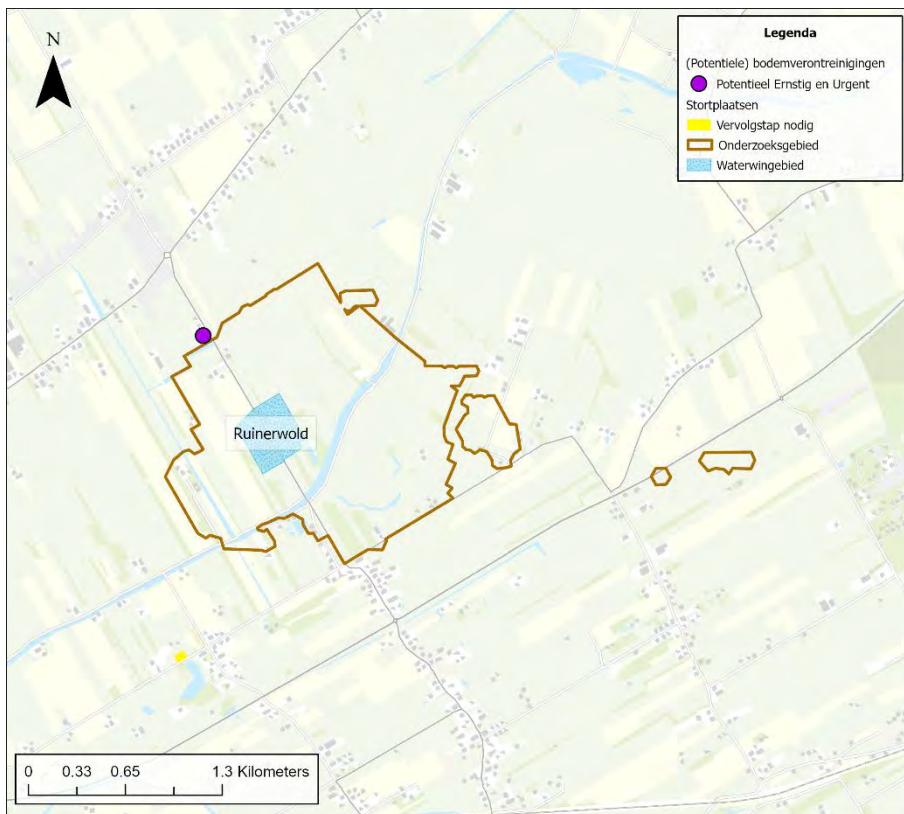 N
Legenda
(Potentiele) bodemverontreinigingen
Potentieel Ernstig en Urgent
Stortplaatsen
Vervolgstap nodig
Onderzoeksgebied
Waterwingebied
Ruinerwold
0 0.33 0.65 1.3 Kilometers